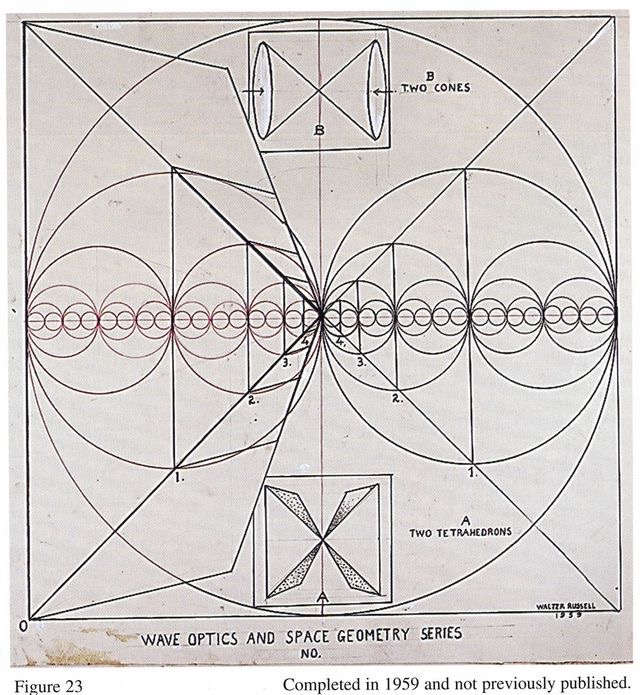 B
TWO CONES
B
4.
4.
3.
3.
2.
2.
1.
1.
A
TWO TETRAHEDRONS
A
WALTER RUSSELL
1959
0
WAVE OPTICS AND SPACE GEOMETRY SERIES
NO.
Figure 23
Completed in 1959 and not previously published.